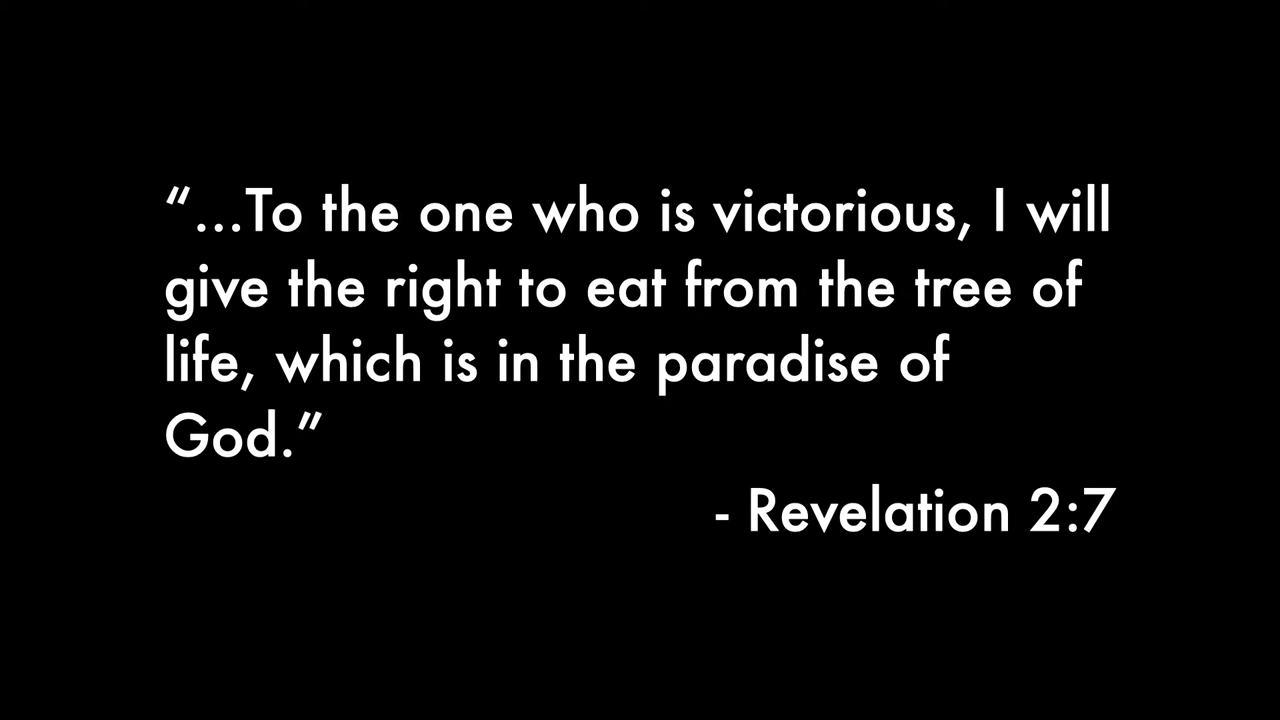 “...To the one who is victorious, I will
give the right to eat from the tree of
life, which is in the paradise of
God.”
- Revelation 2:7